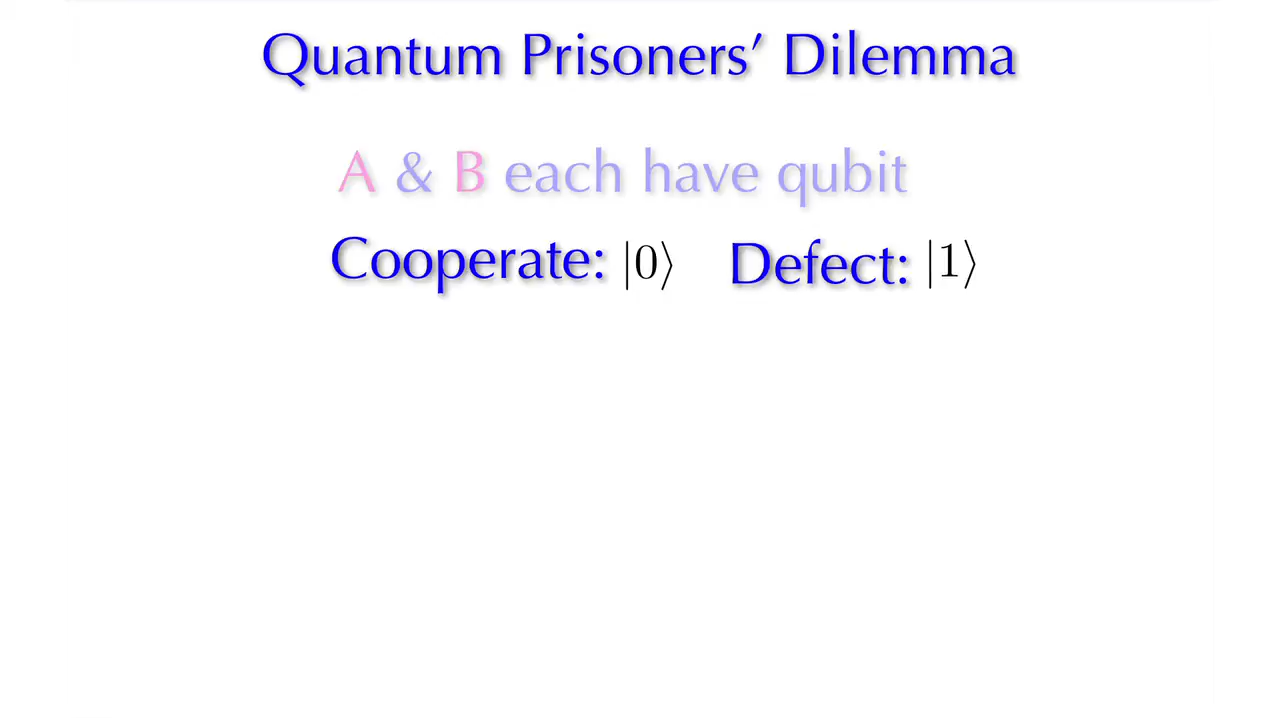 Quantum Prisoners’ Dilemma
A & B each have qubit
Cooperate: |0⟩ Defect: |1⟩